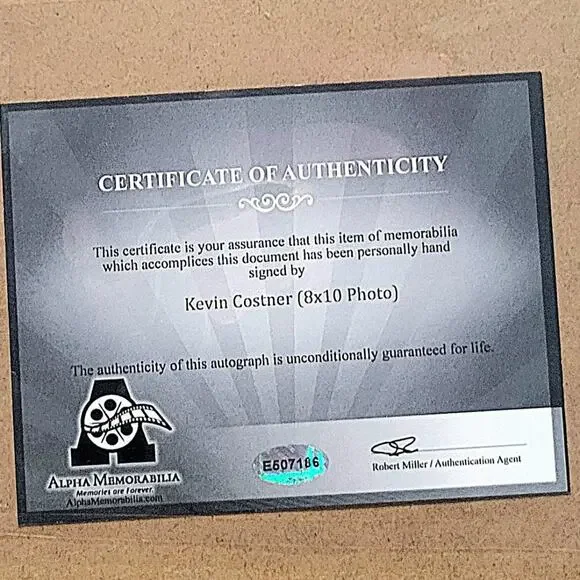 CERTIFICATE OF AUTHENTICITY
This certificate is your assurance that this item of memorabilia
which accomplices this document has been personally hand
signed by
Kevin Costner (8x10 Photo)
The authenticity of this autograph is unconditionally guaranteed for life.
ALPHA MEMORABILIA
Memories are Forever.
AlphaMemorabilia.com
E507186
Robert Miller / Authentication Agent